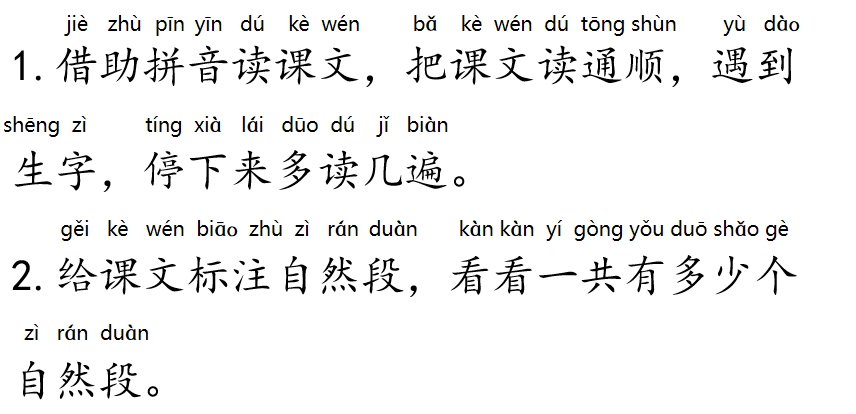 jiè zhù pīn yīn dú kè wén bǎ kè wén dú tōng shùn yù dào
1.借助拼音读课文，把课文读通顺，遇到
shēng zì tíng xià lái dūo dú jǐ biàn
生字，停下来多读几遍。
gěi kè wén biāo zhù zì rán duàn kàn kàn yí gòng yǒu duō shǎo gè
2.给课文标注自然段，看看一共有多少个
zì rán duàn
自然段。